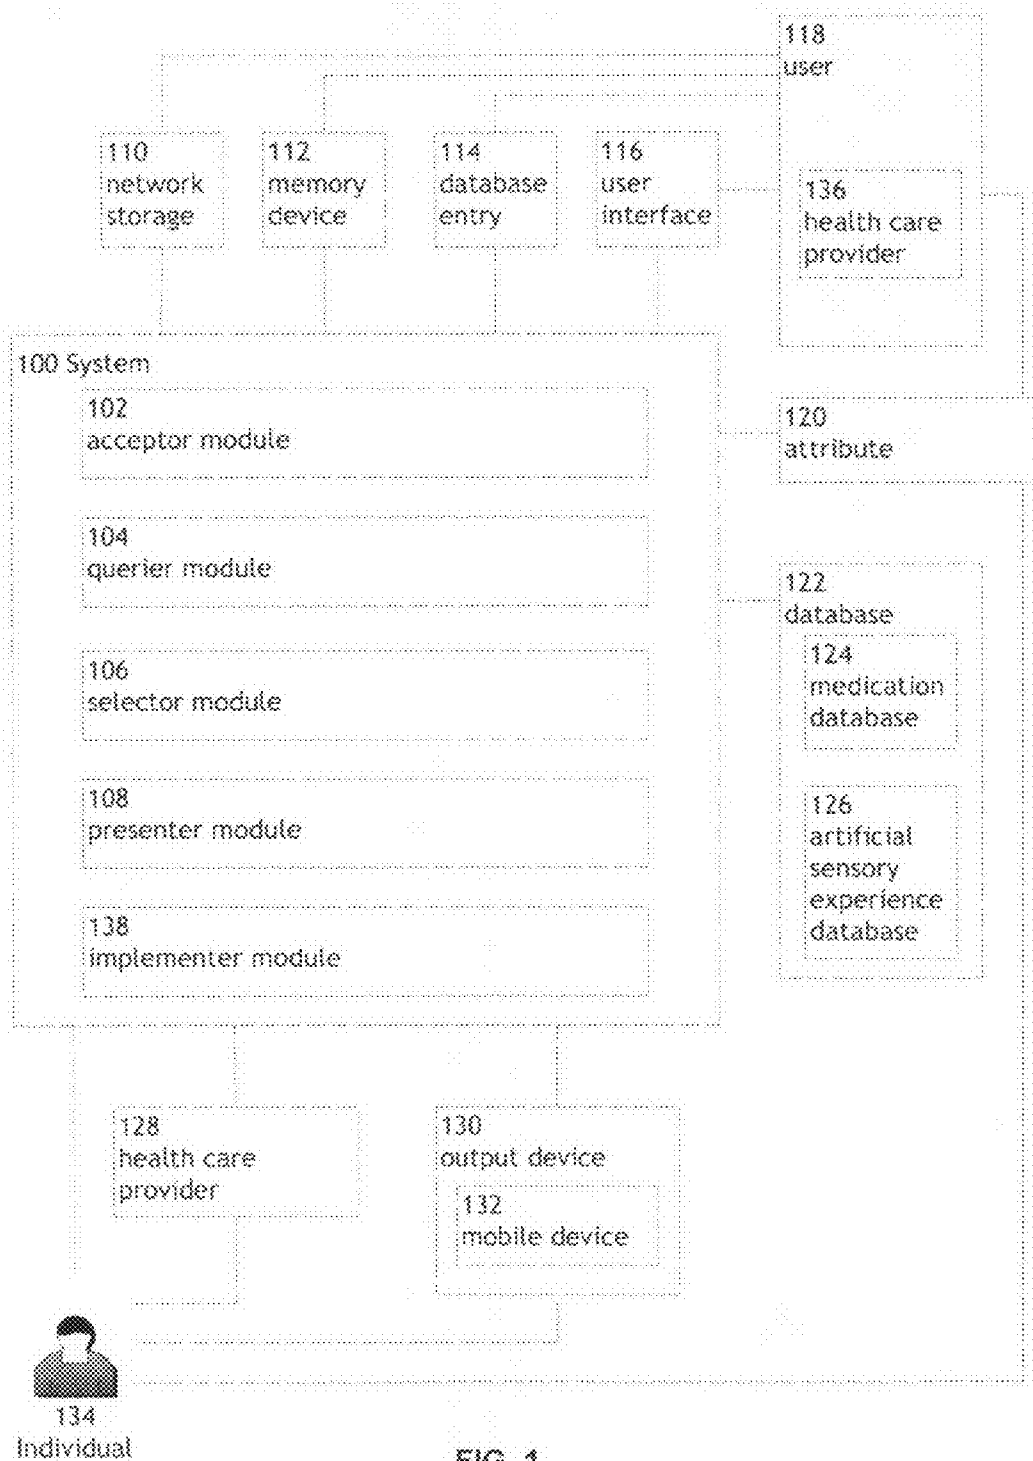 118
user
110
network
storage
112
memory
device
114
database
entry
116
user
interface
136
health care
provider
100 System
102
acceptor module
120
attribute
104
querier module
122
database
106
selector module
124
medication
database
108
presenter module
126
artificial
sensory
experience
database
138
implementer module
128
health care
provider
130
output device
132
mobile device
134
Individual
FIG. 1